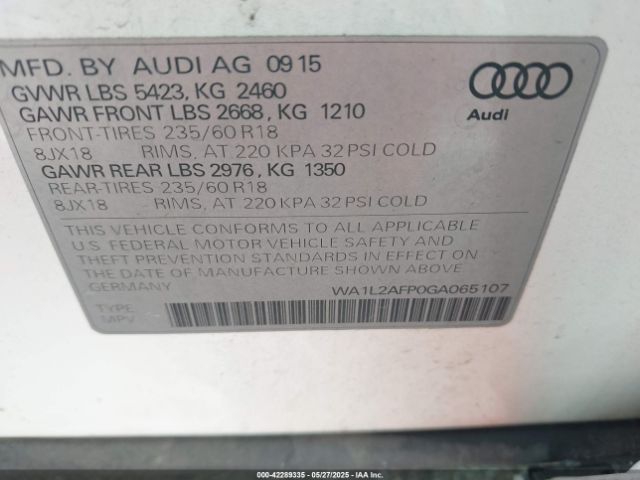 MFD. BY AUDI AG 09 15
GVWR LBS 5423, KG 2460
GAWR FRONT LBS 2668, KG 1210
FRONT-TIRES 235/60 R18
8JX18 RIMS, AT 220 KPA 32 PSI COLD
GAWR REAR LBS 2976, KG 1350
REAR-TIRES 235/60 R18
8JX18 RIMS, AT 220 KPA 32 PSI COLD
Audi
THIS VEHICLE CONFORMS TO ALL APPLICABLE
U.S. FEDERAL MOTOR VEHICLE SAFETY AND
THEFT PREVENTION STANDARDS IN EFFECT ON
THE DATE OF MANUFACTURE SHOWN ABOVE
GERMANY WA1L2AFP0GA065107
TYPE:
MPV
000-42289335 - 05/27/2025 - IAA Inc.